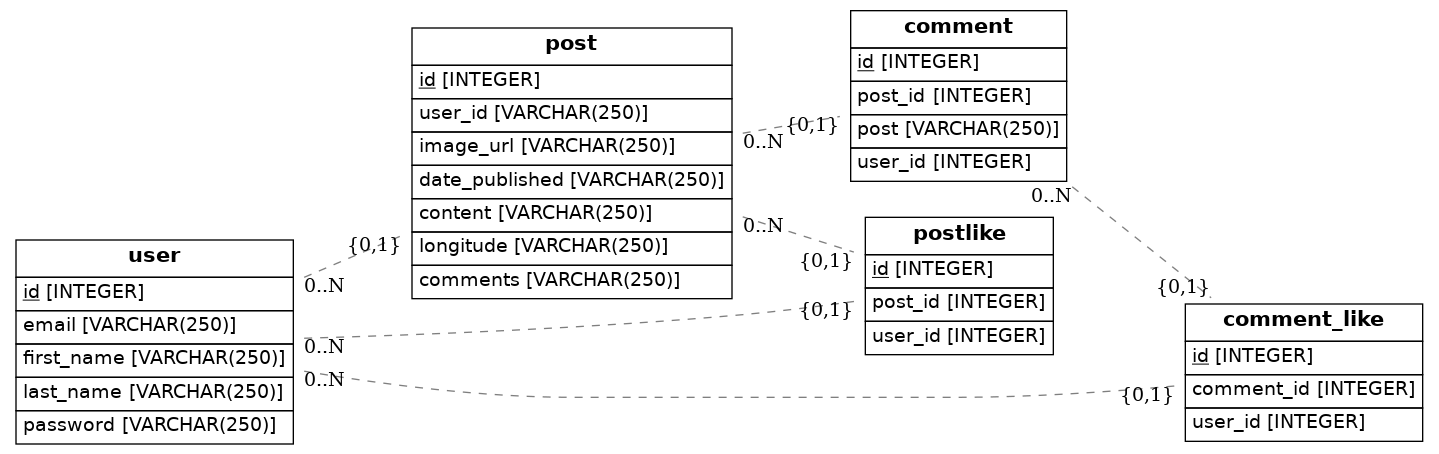 user
id [INTEGER]
email [VARCHAR(250)]
first_name [VARCHAR(250)]
last_name [VARCHAR(250)]
password [VARCHAR(250)]
{0,1}
0..N
0..N
0..N
post
id [INTEGER]
user_id [VARCHAR(250)]
image_url [VARCHAR(250)]
date_published [VARCHAR(250)]
content [VARCHAR(250)]
longitude [VARCHAR(250)]
comments [VARCHAR(250)]
0..N
{0,1}
0..N
{0,1}
{0,1}
comment
id [INTEGER]
post_id [INTEGER]
post [VARCHAR(250)]
user_id [INTEGER]
0..N
{0,1}
postlike
id [INTEGER]
post_id [INTEGER]
user_id [INTEGER]
{0,1}
comment_like
id [INTEGER]
comment_id [INTEGER]
user_id [INTEGER]